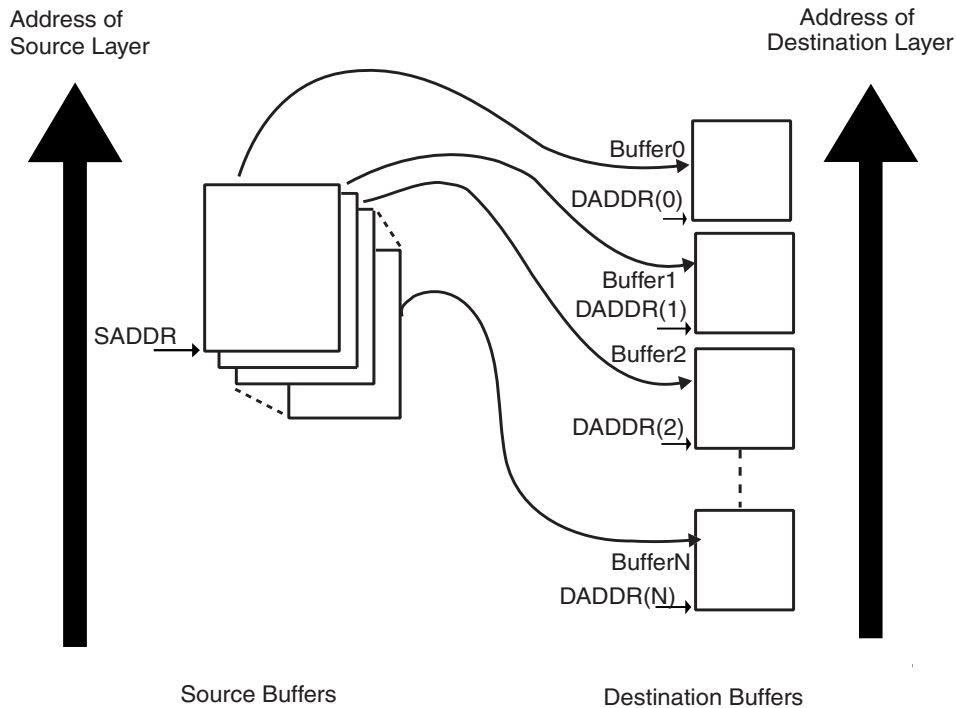 Address of
Source Layer
Address of
Destination Layer
Buffer0
DADDR(0)
Buffer1
DADDR(1)
SADDR
Buffer2
DADDR(2)
BufferN
DADDR(N)
Source Buffers
Destination Buffers